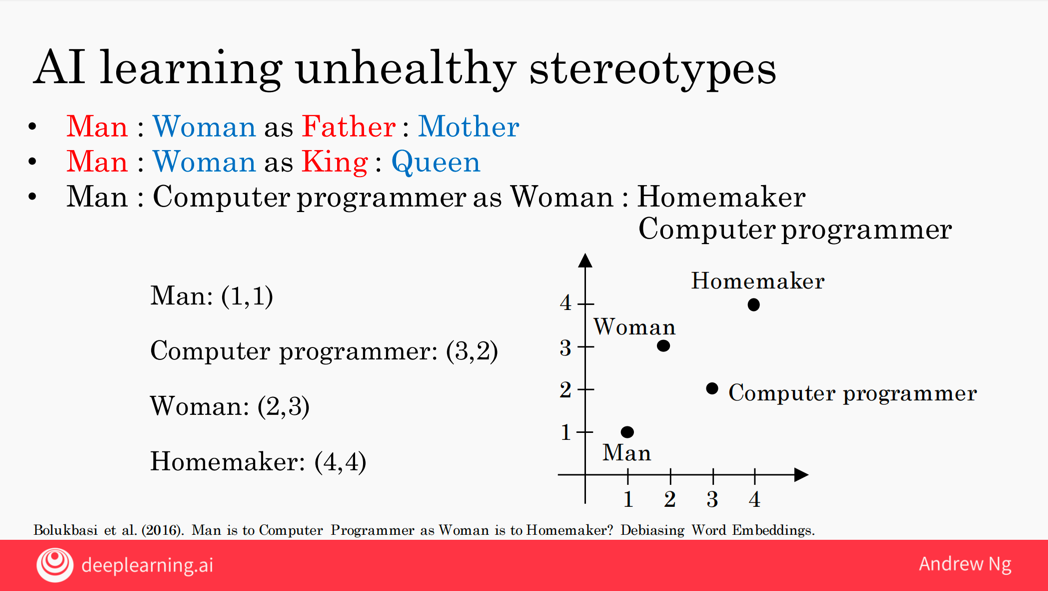 AI learning unhealthy stereotypes
• Man : Woman as Father : Mother
• Man : Woman as King : Queen
• Man : Computer programmer as Woman : Homemaker
Computer programmer
Man: (1,1)
Computer programmer: (3,2)
Woman: (2,3)
Homemaker: (4,4)
Homemaker
4
Woman
3
2
Computer programmer
1
Man
1 2 3 4
Bolukbasi et al. (2016). Man is to Computer Programmer as Woman is to Homemaker? Debiasing Word Embeddings.
deeplearning.ai
Andrew Ng